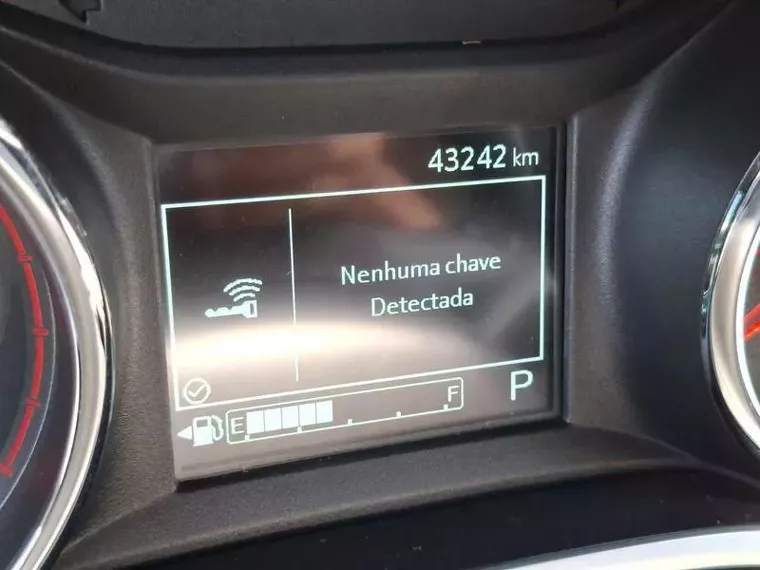 43242 km
Nenhuma chave
Detectada
P
E F